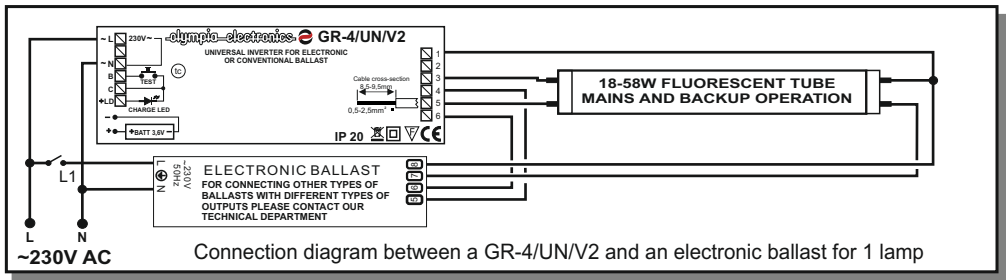 ~ L 230V~ olympia electronics GR-4/UN/V2
UNIVERSAL INVERTER FOR ELECTRONIC
OR CONVENTIONAL BALLAST
~ N
B
TEST
tc
C
+LD
CHARGE LED
Cable cross-section
8,5-9,5mm
0,5-2,5mm²
1
2
3
4
5
6
–
+
+BATT 3,6V –
IP 20 F CE
18-58W FLUORESCENT TUBE
MAINS AND BACKUP OPERATION
L1
L
N
~230V
50Hz
ELECTRONIC BALLAST
FOR CONNECTING OTHER TYPES OF
BALLASTS WITH DIFFERENT TYPES OF
OUTPUTS PLEASE CONTACT OUR
TECHNICAL DEPARTMENT
8
7
6
5
L N
~230V AC
Connection diagram between a GR-4/UN/V2 and an electronic ballast for 1 lamp